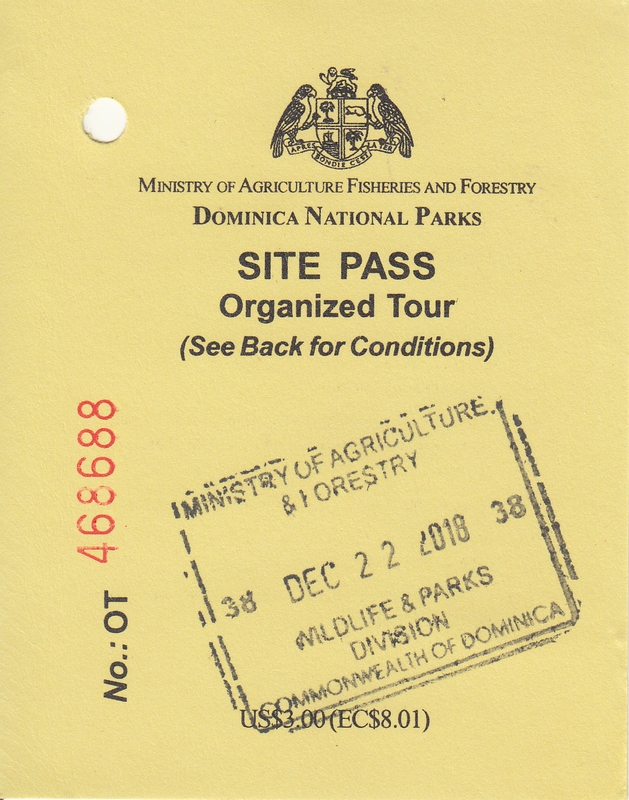 APRES BONDIE C'EST LA TER
MINISTRY OF AGRICULTURE FISHERIES AND FORESTRY
DOMINICA NATIONAL PARKS
SITE PASS
Organized Tour
(See Back for Conditions)
No.: OT 468688
MINISTRY OF AGRICULTURE
& FORESTRY
38 DEC 22 2018 38
WILDLIFE & PARKS
DIVISION
COMMONWEALTH OF DOMINICA
US$3.00 (EC$8.01)